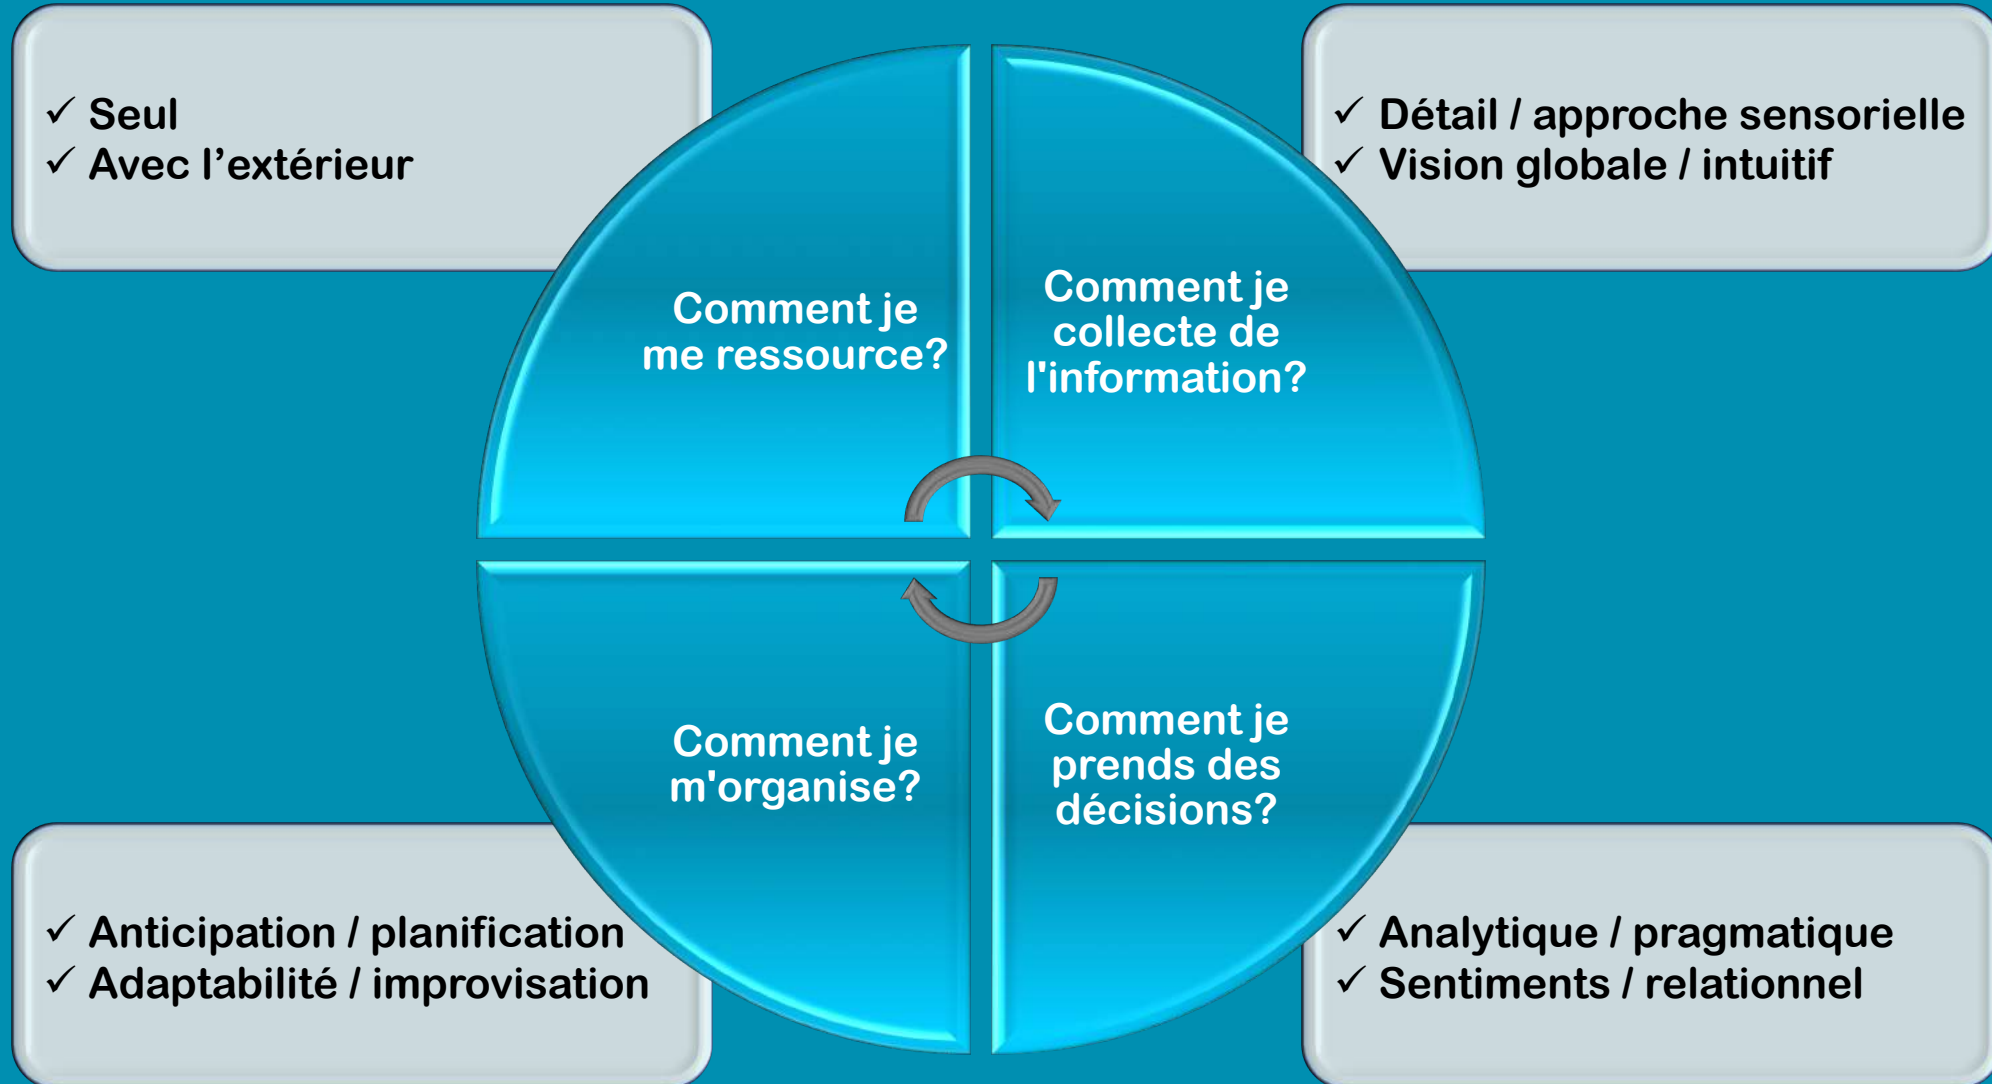 ✓ Seul
✓ Avec l’extérieur
✓ Détail / approche sensorielle
✓ Vision globale / intuitif
Comment je
me ressource?
Comment je
collecte de
l'information?
Comment je
m'organise?
Comment je
prends des
décisions?
✓ Anticipation / planification
✓ Adaptabilité / improvisation
✓ Analytique / pragmatique
✓ Sentiments / relationnel